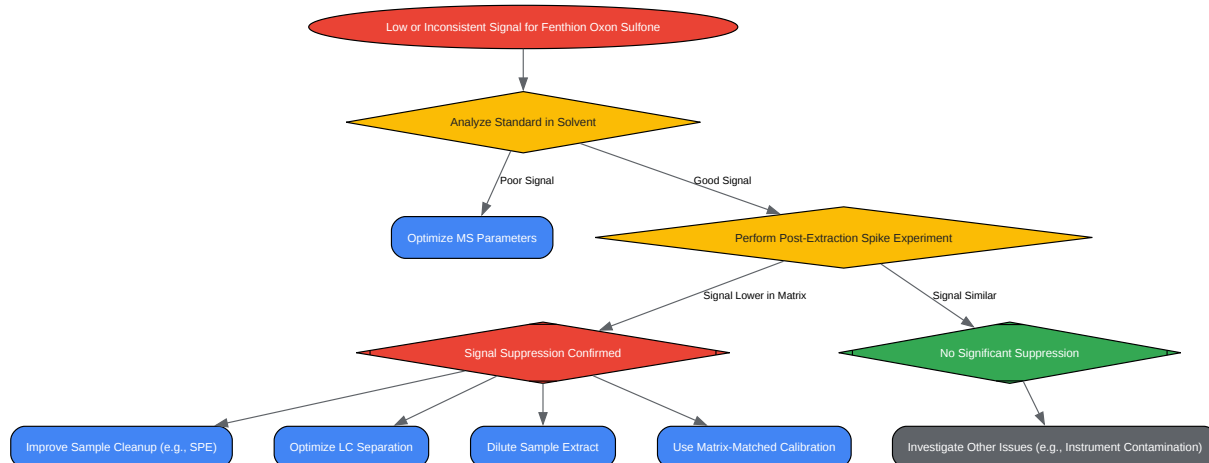 Low or Inconsistent Signal for Fenthion Oxon Sulfone
Analyze Standard in Solvent
Poor Signal
Good Signal
Optimize MS Parameters
Perform Post-Extraction Spike Experiment
Signal Lower in Matrix
Signal Similar
Signal Suppression Confirmed
No Significant Suppression
Improve Sample Cleanup (e.g., SPE)
Optimize LC Separation
Dilute Sample Extract
Use Matrix-Matched Calibration
Investigate Other Issues (e.g., Instrument Contamination)